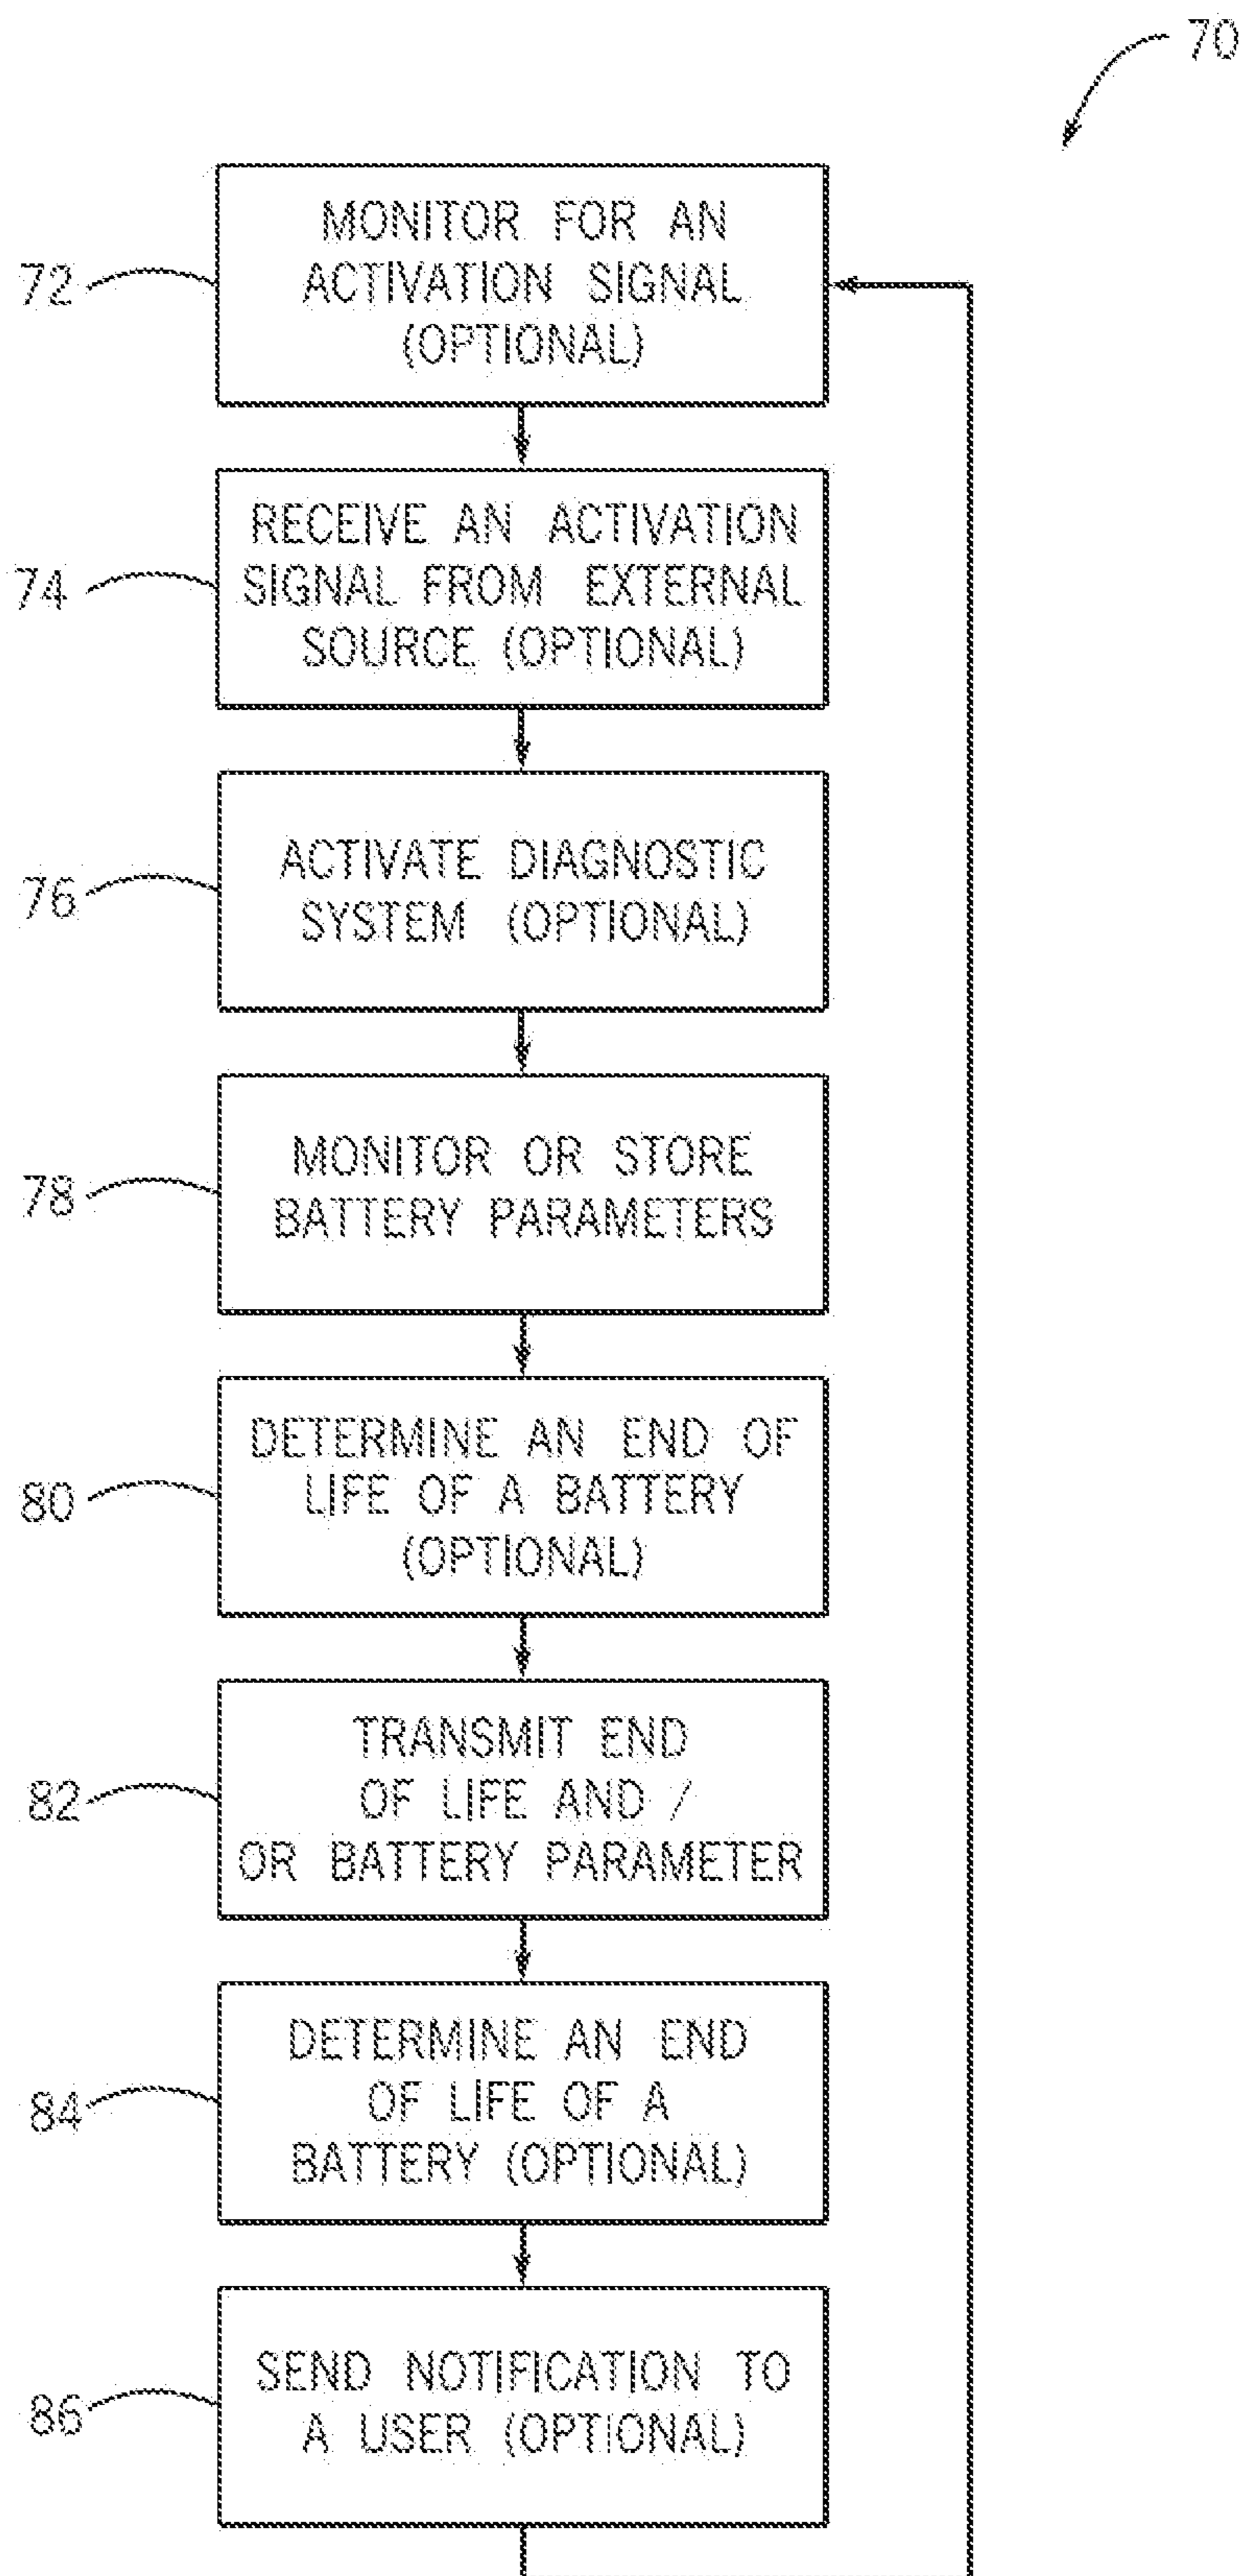 70
MONITOR FOR AN
ACTIVATION SIGNAL
(OPTIONAL)
72
RECEIVE AN ACTIVATION
SIGNAL FROM EXTERNAL
SOURCE (OPTIONAL)
74
ACTIVATE DIAGNOSTIC
SYSTEM (OPTIONAL)
76
MONITOR OR STORE
BATTERY PARAMETERS
78
DETERMINE AN END OF
LIFE OF A BATTERY
(OPTIONAL)
80
TRANSMIT END
OF LIFE AND /
OR BATTERY PARAMETER
82
DETERMINE AN END
OF LIFE OF A
BATTERY (OPTIONAL)
84
SEND NOTIFICATION TO
A USER (OPTIONAL)
86